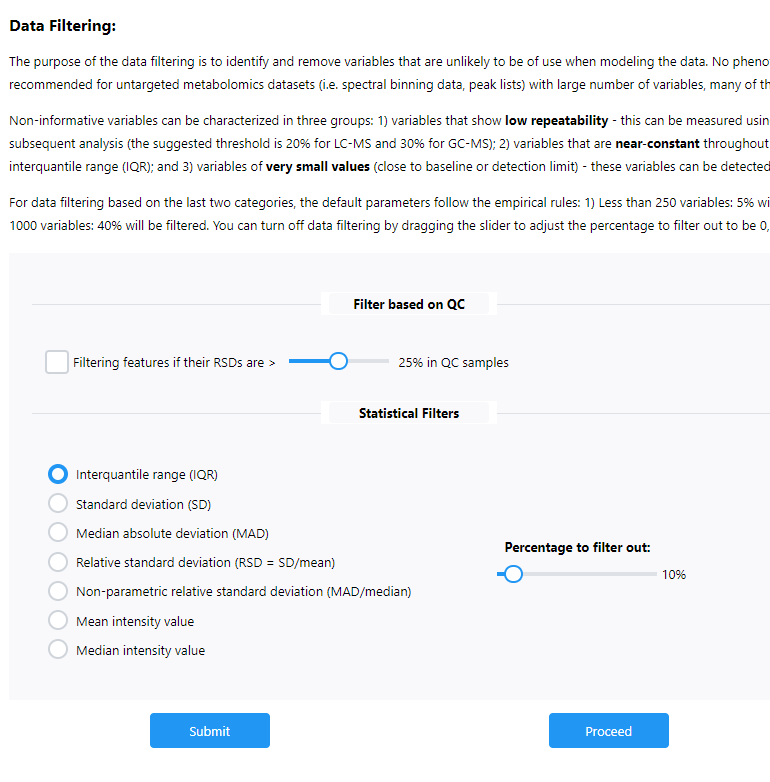 Data Filtering:
The purpose of the data filtering is to identify and remove variables that are unlikely to be of use when modeling the data. No pheno
recommended for untargeted metabolomics datasets (i.e. spectral binning data, peak lists) with large number of variables, many of th
Non-informative variables can be characterized in three groups: 1) variables that show low repeatability - this can be measured usin
subsequent analysis (the suggested threshold is 20% for LC-MS and 30% for GC-MS); 2) variables that are near-constant throughout
interquantile range (IQR); and 3) variables of very small values (close to baseline or detection limit) - these variables can be detected
For data filtering based on the last two categories, the default parameters follow the empirical rules: 1) Less than 250 variables: 5% wi
1000 variables: 40% will be filtered. You can turn off data filtering by dragging the slider to adjust the percentage to filter out to be 0,
Filter based on QC
Filtering features if their RSDs are > 25% in QC samples
Statistical Filters
Interquantile range (IQR)
Standard deviation (SD)
Median absolute deviation (MAD)
Relative standard deviation (RSD = SD/mean)
Non-parametric relative standard deviation (MAD/median)
Mean intensity value
Median intensity value
Percentage to filter out:
10%
Submit
Proceed